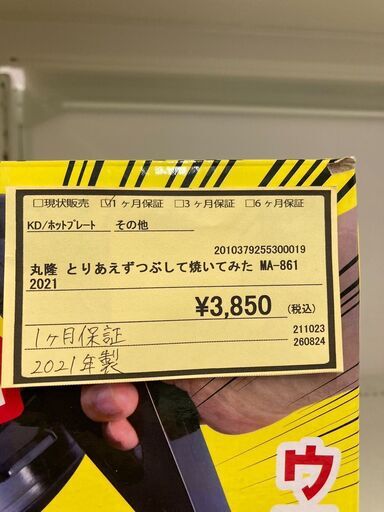 □現状販売 ☑1ヶ月保証 □3ヶ月保証 □6ヶ月保証
KD/ﾎｯﾄﾌﾟﾚｰﾄ その他
2010379255300019
丸隆 とりあえずつぶして焼いてみた MA-861
2021
¥3,850 (税込)
1ヶ月保証
2021年製
211023
260824
ウ